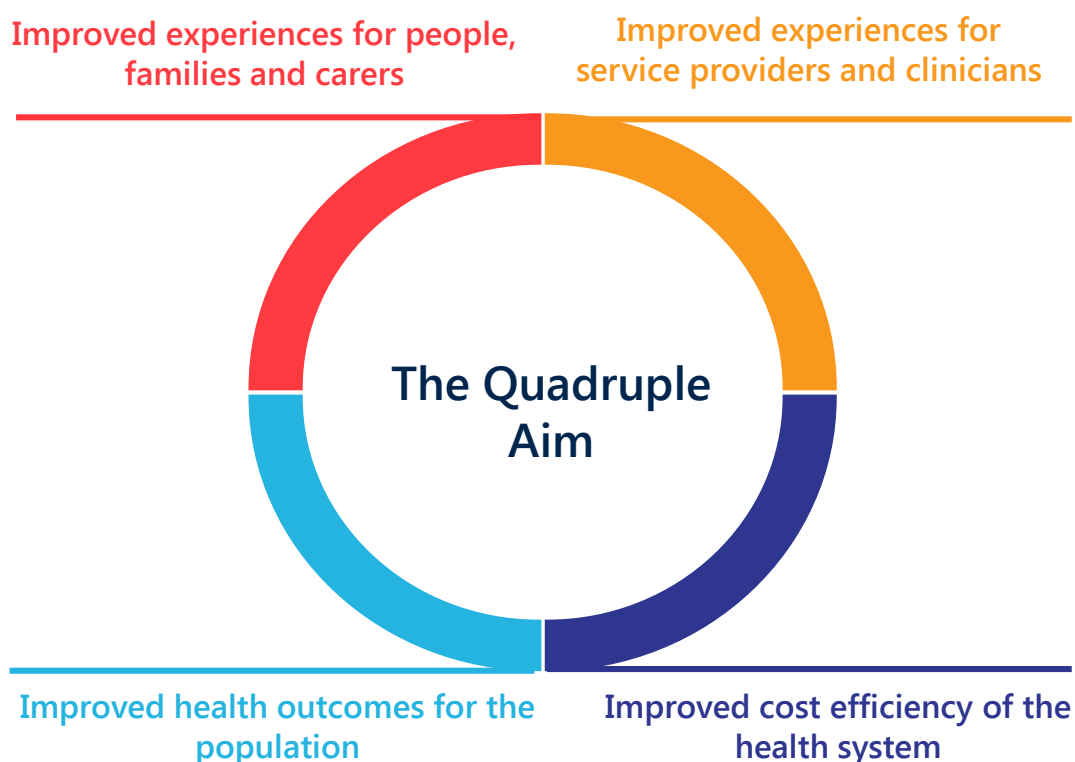 Improved experiences for people,
families and carers
Improved experiences for
service providers and clinicians
The Quadruple
Aim
Improved health outcomes for the
population
Improved cost efficiency of the
health system